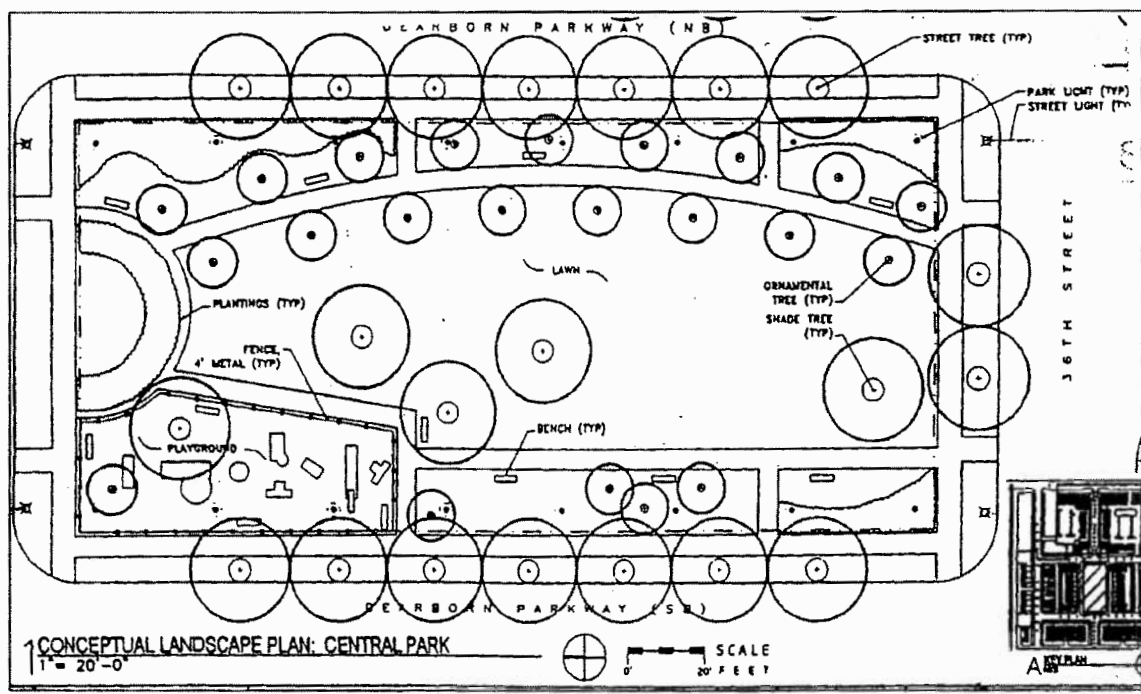 DEARBORN PARKWAY (NB)
STREET TREE (TYP)
PARK LIGHT (TYP)
STREET LIGHT (TY
36TH STREET
LAWN
ORNAMENTAL
TREE (TYP)
SHADE TREE
(TYP)
PLANTINGS (TYP)
FENCE,
4' METAL (TYP)
BENCH (TYP)
PLAYGROUND
DEARBORN PARKWAY (SB)
1 CONCEPTUAL LANDSCAPE PLAN: CENTRAL PARK
1"= 20'-0"
SCALE
0' 20' FEET
A KEY PLAN